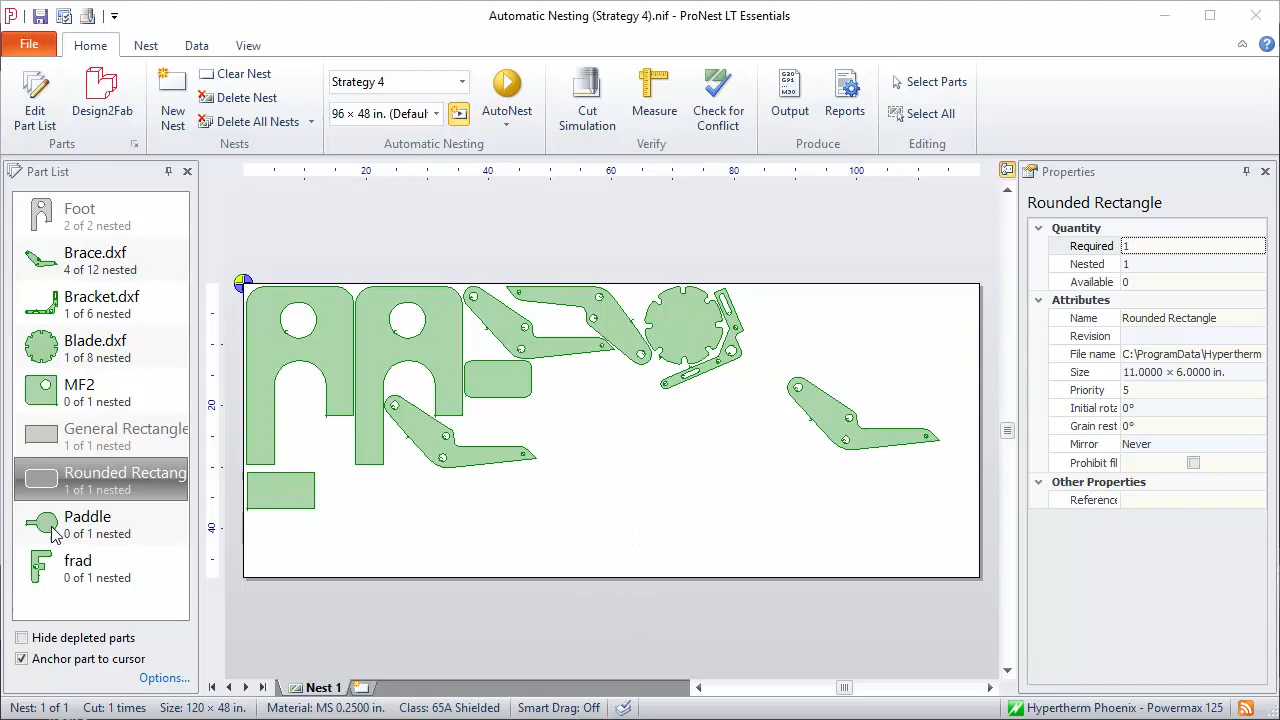 Automatic Nesting (Strategy 4).nif - ProNest LT Essentials
File
Home
Nest
Data
View
Edit
Part List
Design2Fab
Parts
New
Nest
Clear Nest
Delete Nest
Delete All Nests
Nests
Strategy 4
96 × 48 in. (Defaul
AutoNest
Automatic Nesting
Cut
Simulation
Measure
Check for
Conflict
Verify
G20
G91
M30
Output
Reports
Produce
Select Parts
Select All
Editing
Part List
Foot
2 of 2 nested
Brace.dxf
4 of 12 nested
Bracket.dxf
1 of 6 nested
Blade.dxf
1 of 8 nested
MF2
0 of 1 nested
General Rectangle
1 of 1 nested
Rounded Rectang
1 of 1 nested
Paddle
0 of 1 nested
frad
0 of 1 nested
Hide depleted parts
Anchor part to cursor
Options...
20 40 60 80 100
20
40
Nest 1
Properties
Rounded Rectangle
Quantity
Required 1
Nested 1
Available 0
Attributes
Name Rounded Rectangle
Revision
File name C:\ProgramData\Hypertherm
Size 11.0000 × 6.0000 in.
Priority 5
Initial rota 0°
Grain rest 0°
Mirror Never
Prohibit fil
Other Properties
Reference
Nest: 1 of 1 Cut: 1 times Size: 120 × 48 in. Material: MS 0.2500 in. Class: 65A Shielded Smart Drag: Off Hypertherm Phoenix - Powermax 125